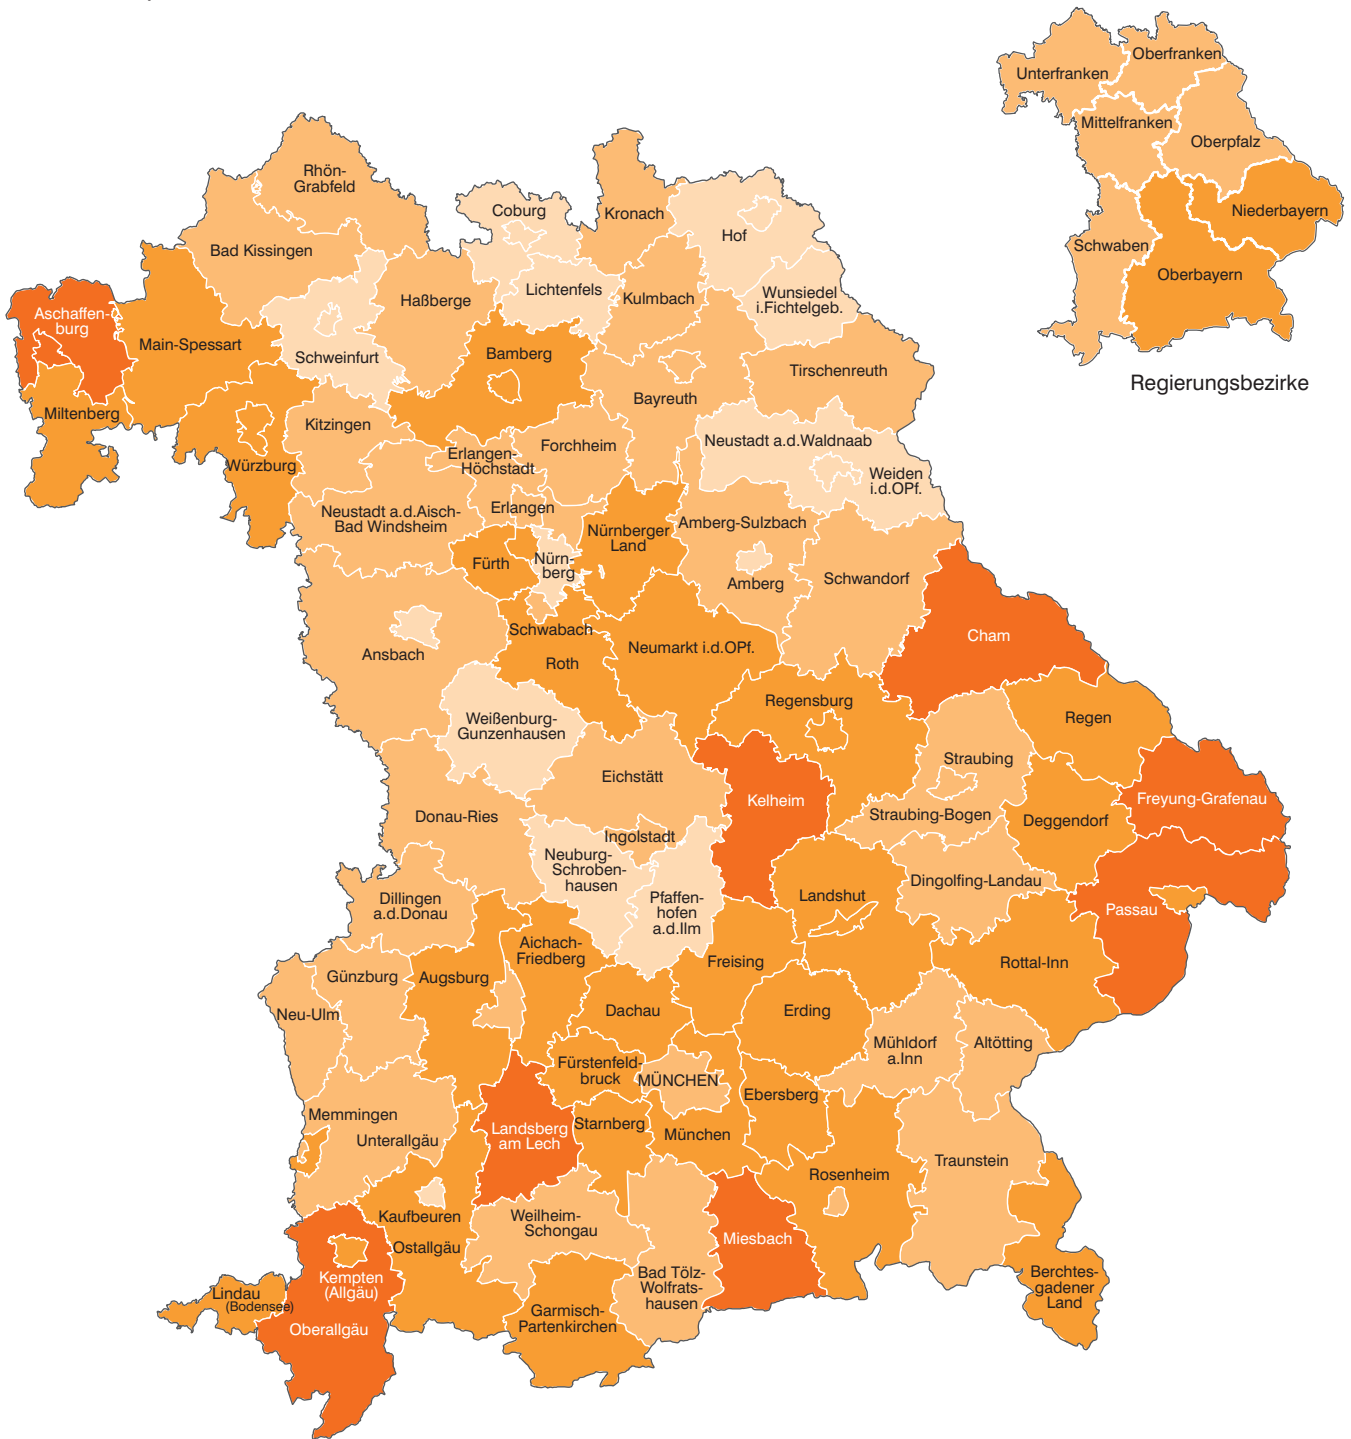 Unterfranken
Oberfranken
Mittelfranken
Oberpfalz
Niederbayern
Schwaben
Oberbayern
Regierungsbezirke
Rhön-
Grabfeld
Coburg
Kronach
Hof
Bad Kissingen
Lichtenfels
Haßberge
Kulmbach
Wunsiedel
i.Fichtelgeb.
Aschaffen-
burg
Main-Spessart
Schweinfurt
Bamberg
Tirschenreuth
Bayreuth
Miltenberg
Kitzingen
Neustadt a.d.Waldnaab
Forchheim
Erlangen-
Höchstadt
Würzburg
Weiden
i.d.OPf.
Neustadt a.d.Aisch-
Bad Windsheim
Erlangen
Nürnberger
Land
Amberg-Sulzbach
Fürth
Nürn-
berg
Amberg
Schwandorf
Schwabach
Cham
Ansbach
Roth
Neumarkt i.d.OPf.
Regensburg
Regen
Weißenburg-
Gunzenhausen
Straubing
Eichstätt
Kelheim
Freyung-Grafenau
Donau-Ries
Straubing-Bogen
Deggendorf
Ingolstadt
Neuburg-
Schroben-
hausen
Dillingen
a.d.Donau
Pfaffen-
hofen
a.d.Ilm
Landshut
Dingolfing-Landau
Passau
Aichach-
Friedberg
Freising
Rottal-Inn
Günzburg
Augsburg
Neu-Ulm
Dachau
Erding
Mühldorf
a.Inn
Altötting
Fürstenfeld-
bruck
MÜNCHEN
Ebersberg
Memmingen
Unterallgäu
Landsberg
am Lech
Starnberg
München
Traunstein
Rosenheim
Kaufbeuren
Weilheim-
Schongau
Ostallgäu
Miesbach
Kempten
(Allgäu)
Bad Tölz-
Wolfrats-
hausen
Berchtes-
gadener
Land
Lindau
(Bodensee)
Oberallgäu
Garmisch-
Partenkirchen